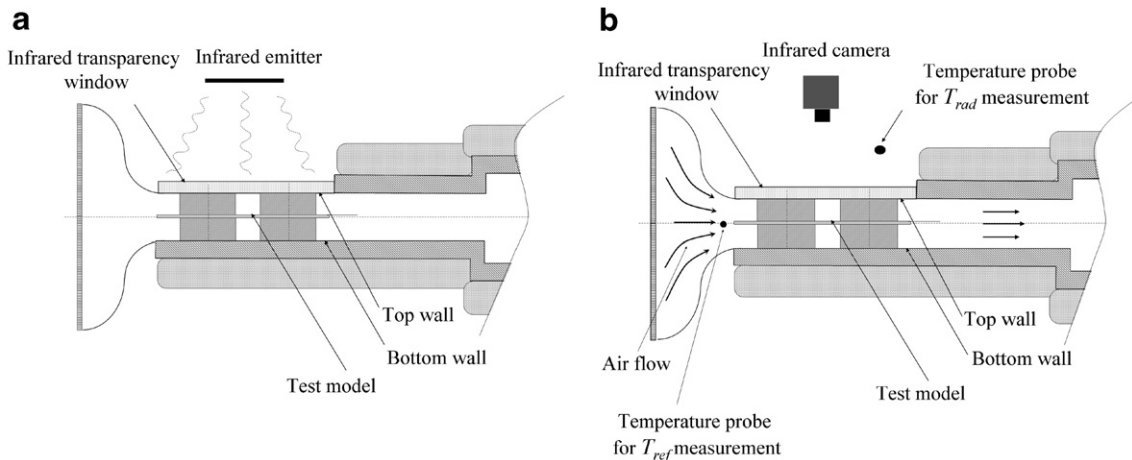 a
Infrared transparency
window
Infrared emitter
Top wall
Bottom wall
Test model
b
Infrared camera
Infrared transparency
window
Temperature probe
for T_rad measurement
Top wall
Bottom wall
Air flow
Test model
Temperature probe
for T_ref measurement